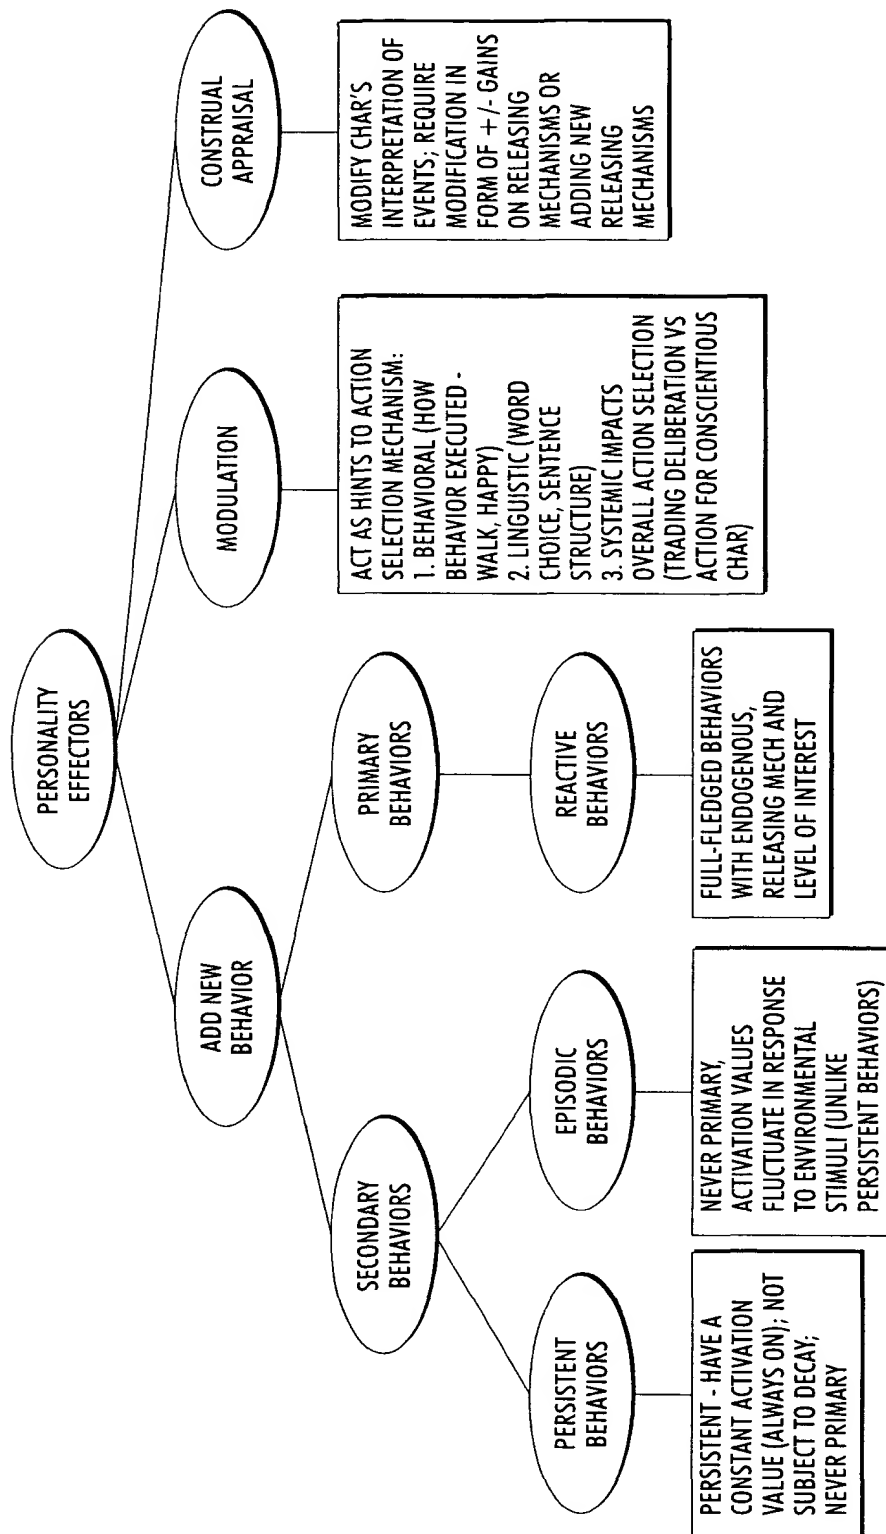 PERSONALITY
EFFECTORS
ADD NEW
BEHAVIOR
MODULATION
CONSTRUAL
APPRAISAL
SECONDARY
BEHAVIORS
PRIMARY
BEHAVIORS
ACT AS HINTS TO ACTION
SELECTION MECHANISM:
1. BEHAVIORAL (HOW
BEHAVIOR EXECUTED -
WALK, HAPPY)
2. LINGUISTIC (WORD
CHOICE, SENTENCE
STRUCTURE)
3. SYSTEMIC IMPACTS
OVERALL ACTION SELECTION
(TRADING DELIBERATION VS
ACTION FOR CONSCIENTIOUS
CHAR)
MODIFY CHAR'S
INTERPRETATION OF
EVENTS; REQUIRE
MODIFICATION IN
FORM OF +/- GAINS
ON RELEASING
MECHANISMS OR
ADDING NEW
RELEASING
MECHANISMS
PERSISTENT
BEHAVIORS
EPISODIC
BEHAVIORS
REACTIVE
BEHAVIORS
PERSISTENT - HAVE A
CONSTANT ACTIVATION
VALUE (ALWAYS ON); NOT
SUBJECT TO DECAY;
NEVER PRIMARY
NEVER PRIMARY,
ACTIVATION VALUES
FLUCTUATE IN RESPONSE
TO ENVIRONMENTAL
STIMULI (UNLIKE
PERSISTENT BEHAVIORS)
FULL-FLEDGED BEHAVIORS
WITH ENDOGENOUS,
RELEASING MECH AND
LEVEL OF INTEREST